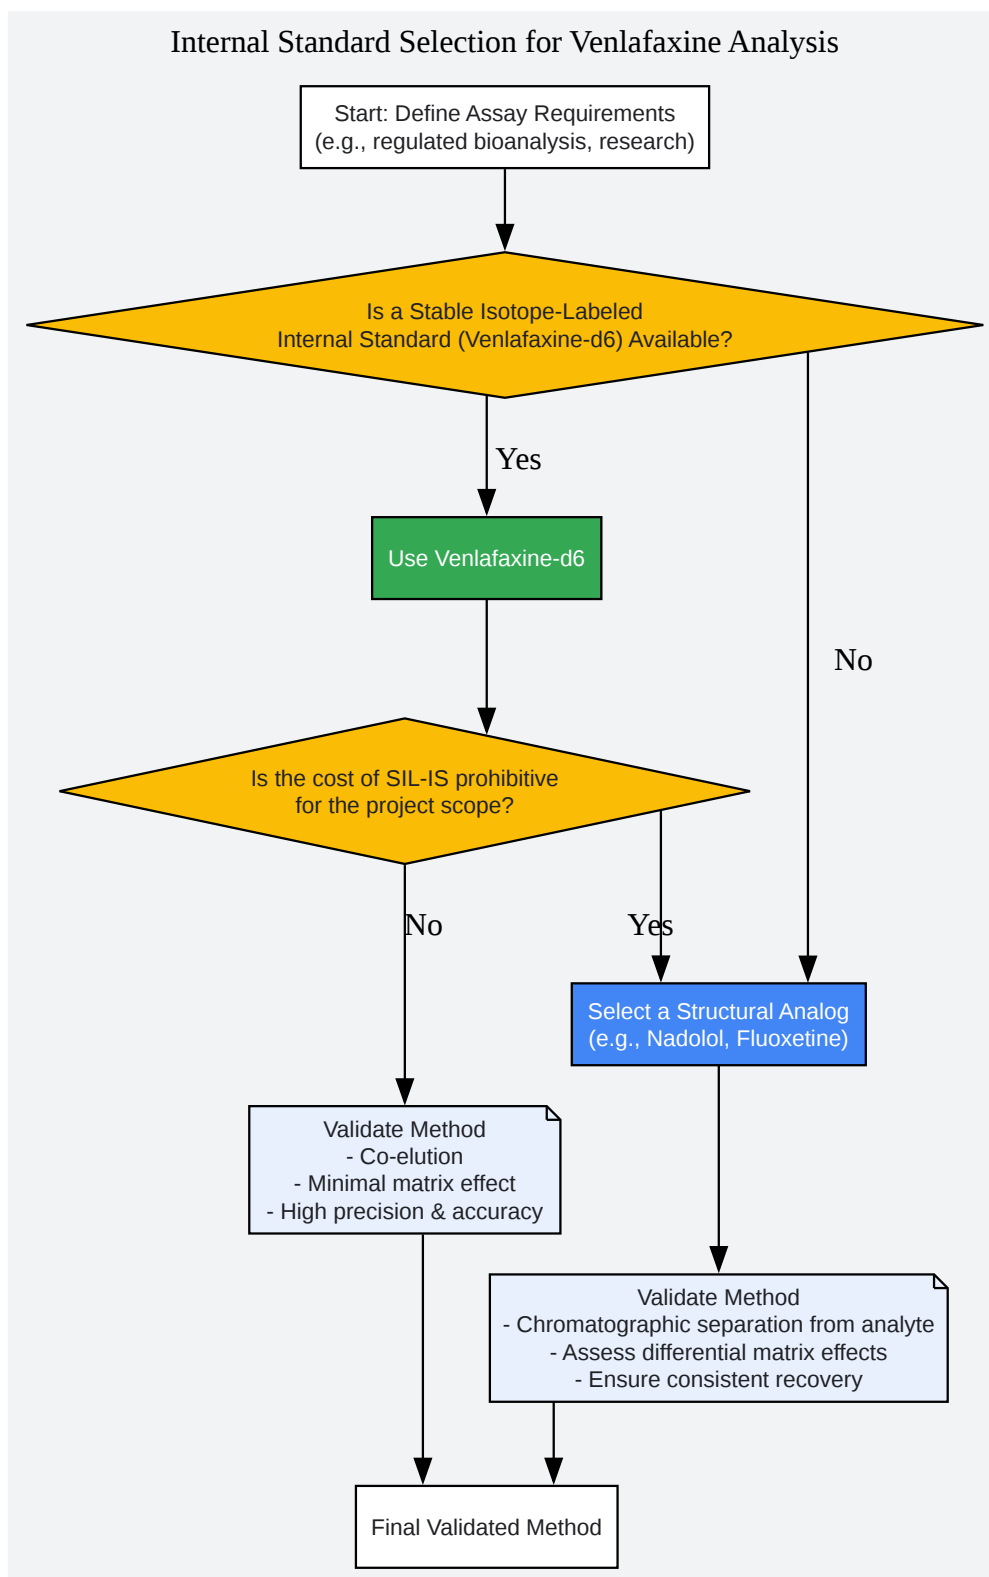 Internal Standard Selection for Venlafaxine Analysis
Start: Define Assay Requirements
(e.g., regulated bioanalysis, research)
Is a Stable Isotope-Labeled
Internal Standard (Venlafaxine-d6) Available?
Yes
Use Venlafaxine-d6
No
Is the cost of SIL-IS prohibitive
for the project scope?
No
Yes
Select a Structural Analog
(e.g., Nadolol, Fluoxetine)
Validate Method
- Co-elution
- Minimal matrix effect
- High precision & accuracy
Validate Method
- Chromatographic separation from analyte
- Assess differential matrix effects
- Ensure consistent recovery
Final Validated Method